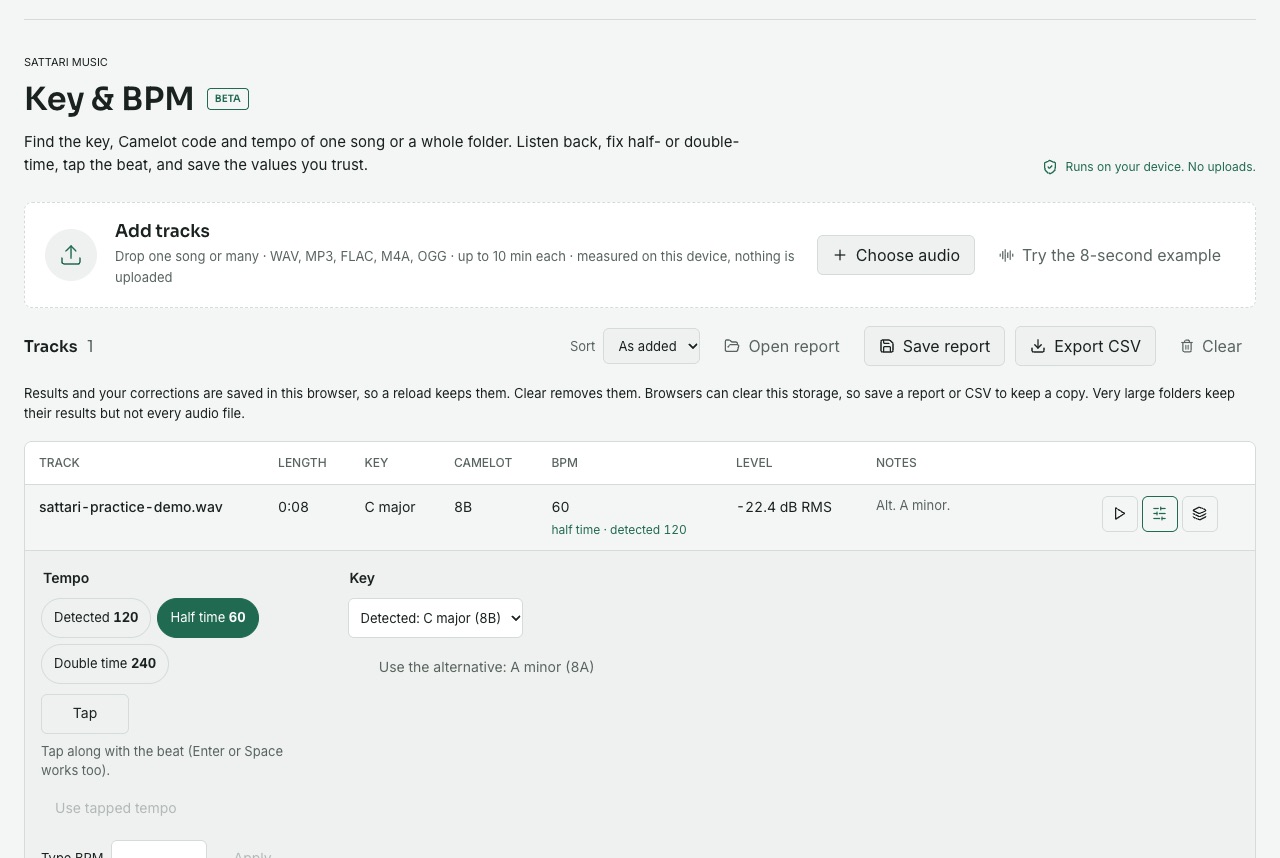 SATTARI MUSIC
Key & BPM BETA
Find the key, Camelot code and tempo of one song or a whole folder. Listen back, fix half- or double-
time, tap the beat, and save the values you trust.
Runs on your device. No uploads.
Add tracks
Drop one song or many · WAV, MP3, FLAC, M4A, OGG · up to 10 min each · measured on this device, nothing is
uploaded
Choose audio
Try the 8-second example
Tracks 1
Sort As added Open report Save report Export CSV Clear
Results and your corrections are saved in this browser, so a reload keeps them. Clear removes them. Browsers can clear this storage, so save a report or CSV to keep a copy. Very large folders keep
their results but not every audio file.
TRACK LENGTH KEY CAMELOT BPM LEVEL NOTES
sattari-practice-demo.wav 0:08 C major 8B 60 -22.4 dB RMS Alt. A minor.
half time · detected 120
Tempo Key
Detected 120 Half time 60 Detected: C major (8B)
Double time 240 Use the alternative: A minor (8A)
Tap
Tap along with the beat (Enter or Space
works too).
Use tapped tempo
Type BPM Apply